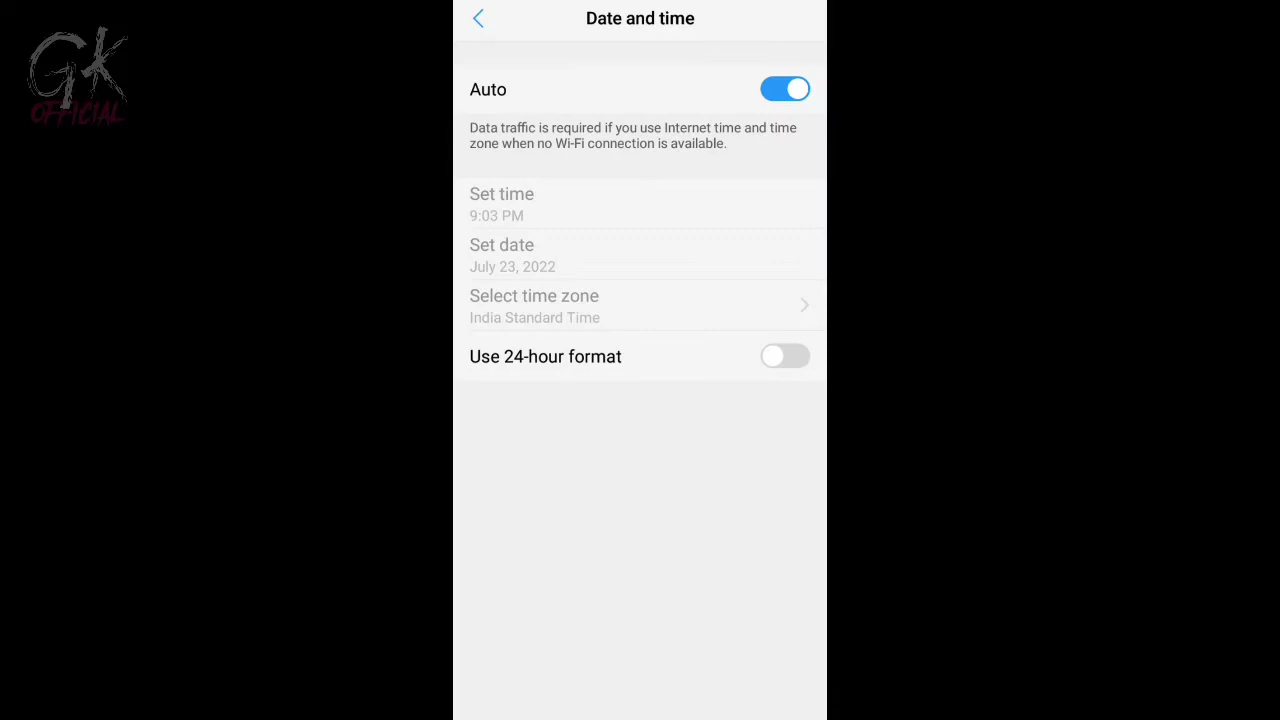 GK
OFFICIAL
Date and time
Auto
Data traffic is required if you use Internet time and time
zone when no Wi-Fi connection is available.
Set time
9:03 PM
Set date
July 23, 2022
Select time zone
India Standard Time
Use 24-hour format